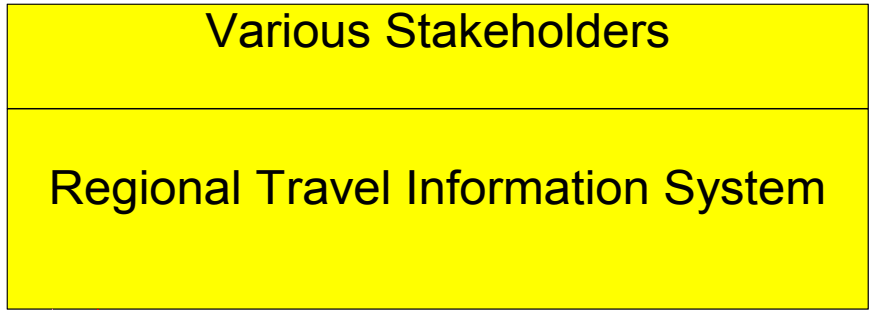 Various Stakeholders
Regional Travel Information System